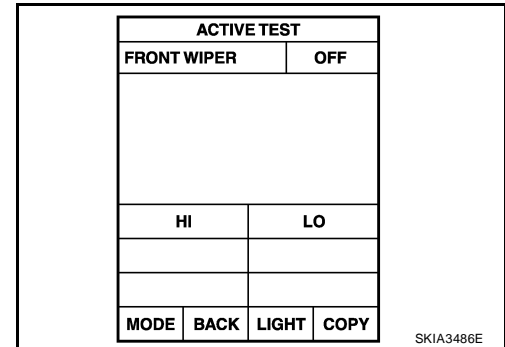 ACTIVE TEST
FRONT WIPER OFF
HI LO
MODE BACK LIGHT COPY
SKIA3486E